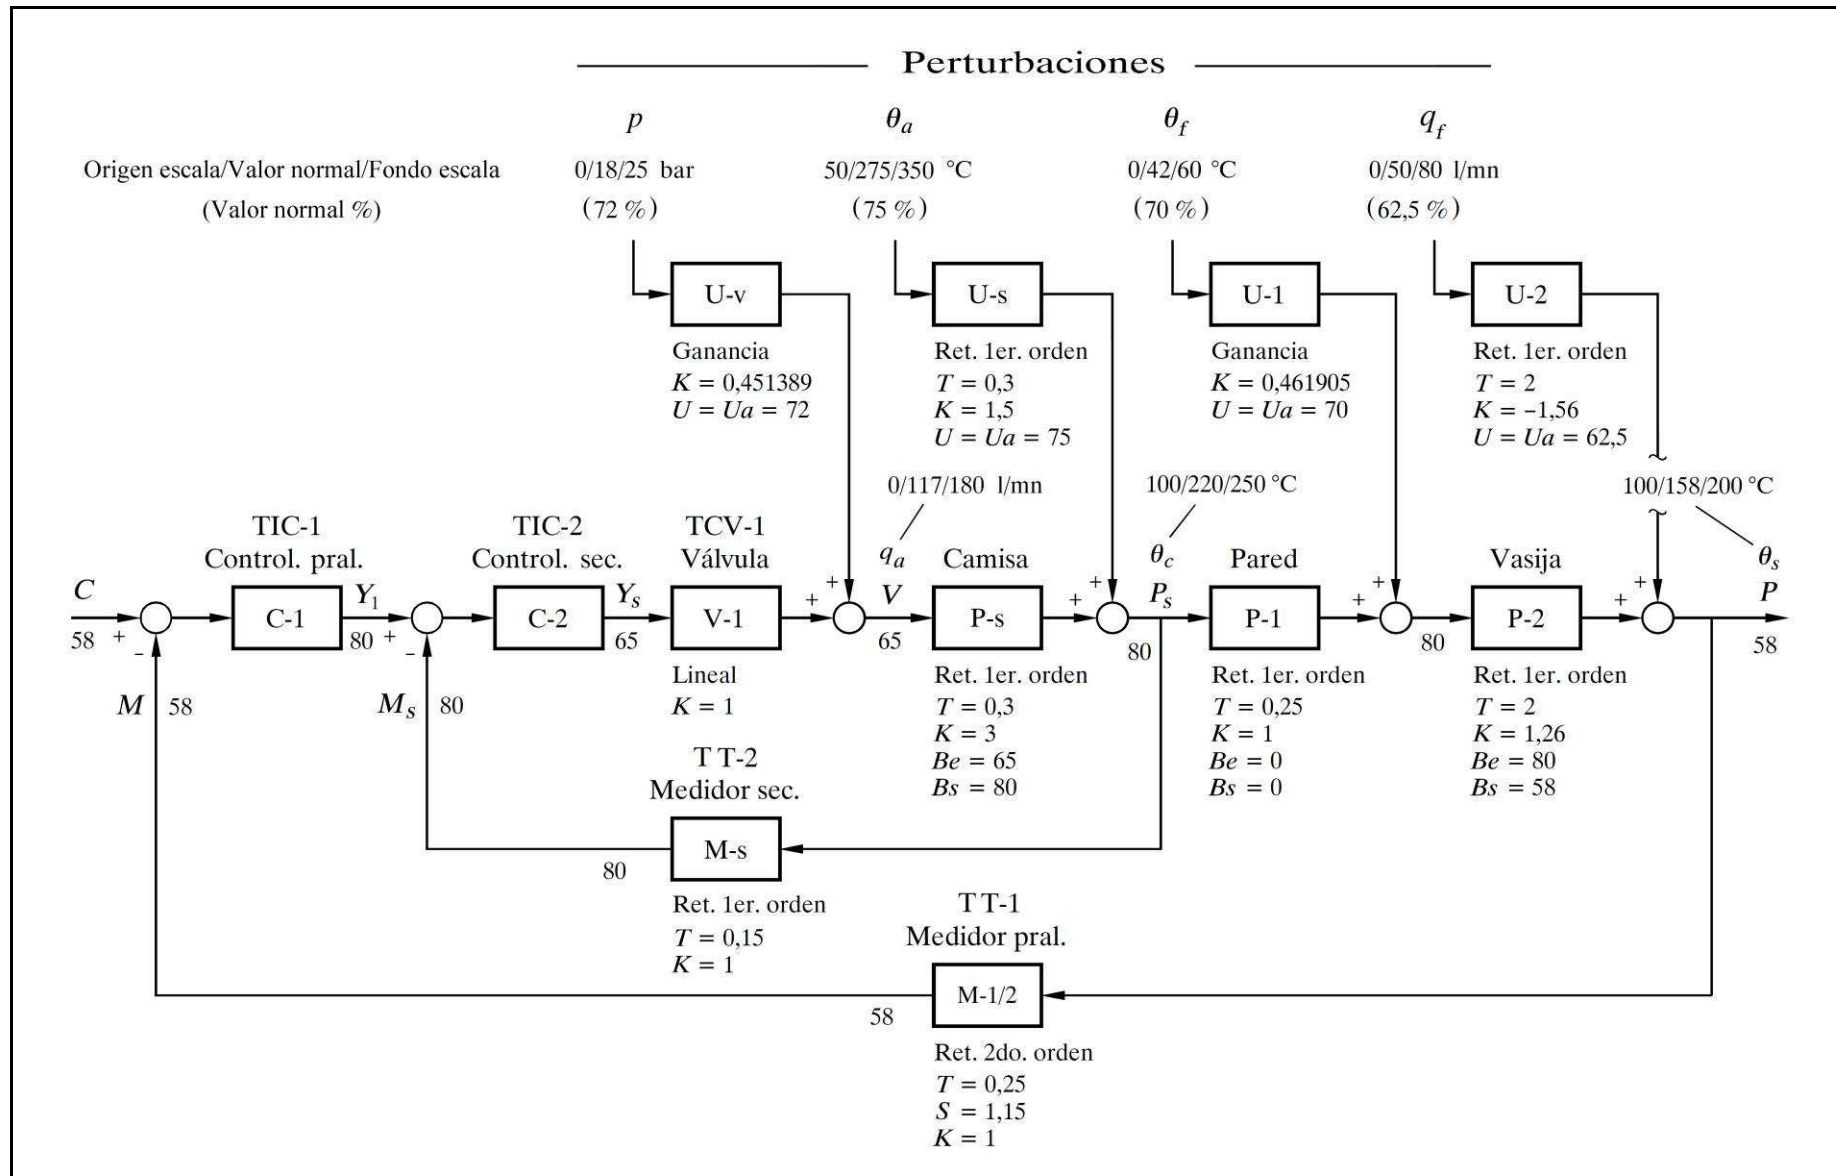 Perturbaciones
p θa θf qf
Origen escala/Valor normal/Fondo escala 0/18/25 bar 50/275/350 °C 0/42/60 °C 0/50/80 l/mn
(Valor normal %) (72 %) (75 %) (70 %) (62,5 %)
U-v U-s U-1 U-2
Ganancia
K = 0,451389
U = Ua = 72
Ret. 1er. orden
T = 0,3
K = 1,5
U = Ua = 75
Ganancia
K = 0,461905
U = Ua = 70
Ret. 1er. orden
T = 2
K = -1,56
U = Ua = 62,5
0/117/180 l/mn 100/220/250 °C 100/158/200 °C
TIC-1 TIC-2 TCV-1
Control. pral. Control. sec. Válvula qa Camisa θc Pared Vasija θs
C Y1 Ys V Ps P
+ + + + + + + +
C-1 C-2 V-1 P-s P-1 P-2
58 + - 80 + - 65 65 80 80 58
M 58 Ms 80
Lineal
K = 1
Ret. 1er. orden
T = 0,3
K = 3
Be = 65
Bs = 80
Ret. 1er. orden
T = 0,25
K = 1
Be = 0
Bs = 0
Ret. 1er. orden
T = 2
K = 1,26
Be = 80
Bs = 58
TT-2
Medidor sec.
M-s
80
Ret. 1er. orden
T = 0,15
K = 1
TT-1
Medidor pral.
M-1/2
58
Ret. 2do. orden
T = 0,25
S = 1,15
K = 1